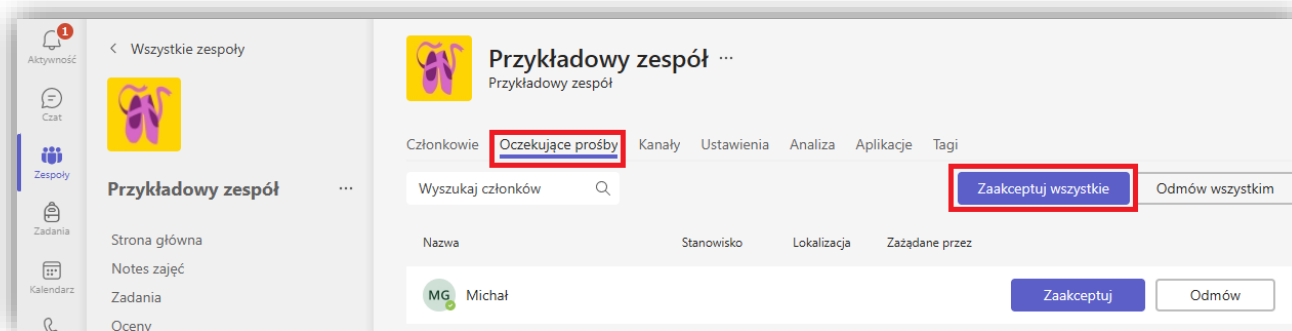 1
Aktywność
Czat
Zespoły
Zadania
Kalendarz
Wszystkie zespoły
Przykładowy zespół ...
Strona główna
Notes zajęć
Zadania
Oceny
Przykładowy zespół ...
Przykładowy zespół
Członkowie Oczekujące prośby Kanały Ustawienia Analiza Aplikacje Tagi
Wyszukaj członków Zaakceptuj wszystkie Odmów wszystkim
Nazwa Stanowisko Lokalizacja Zażądane przez
MG Michał Zaakceptuj Odmów